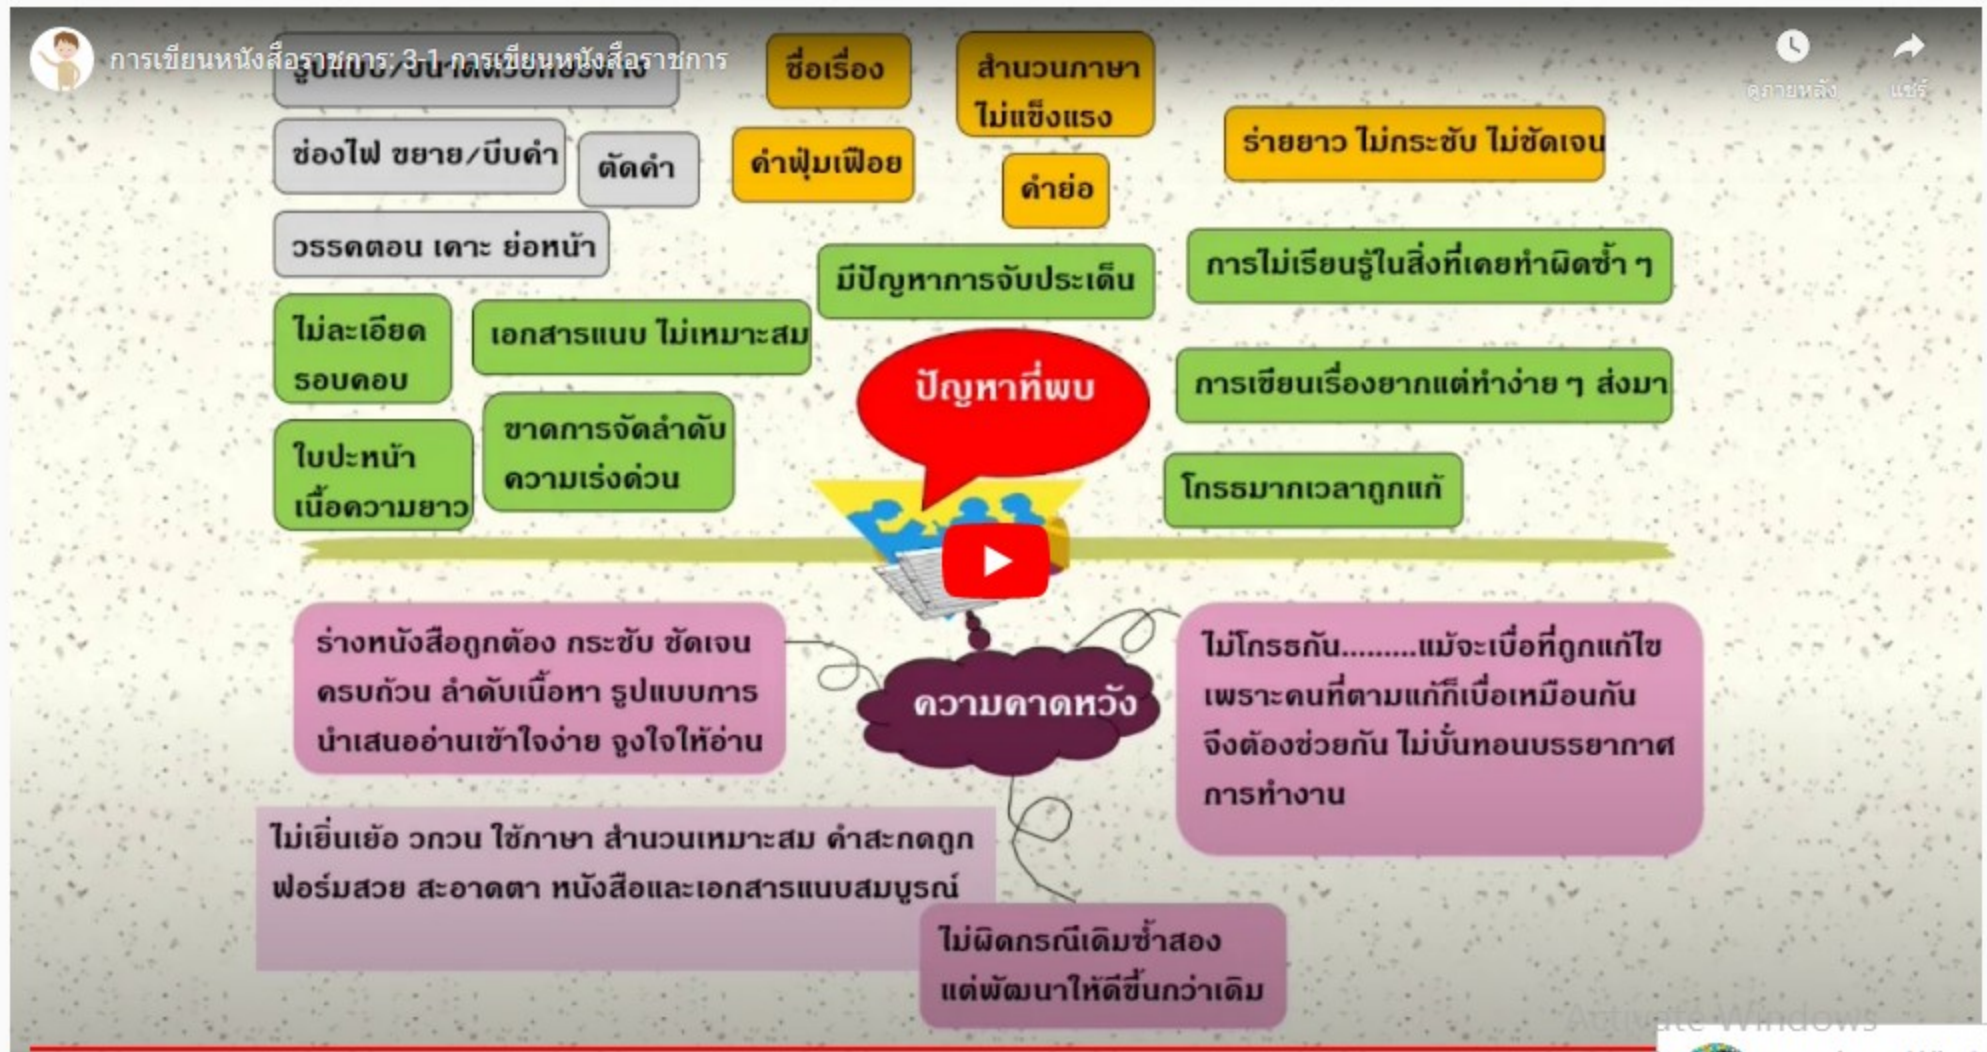 การเขียนหนังสือราชการ: 3-1 การเขียนหนังสือราชการ
ดูภายหลัง
แชร์
ชื่อเรื่อง
สำนวนภาษา
ไม่แข็งแรง
ร่ายยาว ไม่กระชับ ไม่ชัดเจน
ช่องไฟ ขยาย/บีบคำ
ตัดคำ
คำฟุ่มเฟือย
คำย่อ
วรรคตอน เคาะ ย่อหน้า
มีปัญหาการจับประเด็น
การไม่เรียนรู้ในสิ่งที่เคยทำผิดซ้ำ ๆ
ไม่ละเอียด
รอบคอบ
เอกสารแนบ ไม่เหมาะสม
ปัญหาที่พบ
การเขียนเรื่องยากแต่ทำง่าย ๆ ส่งมา
ใบปะหน้า
เนื้อความยาว
ขาดการจัดลำดับ
ความเร่งด่วน
โกรธมากเวลาถูกแก้
ร่างหนังสือถูกต้อง กระชับ ชัดเจน
ครบถ้วน ลำดับเนื้อหา รูปแบบการ
นำเสนออ่านเข้าใจง่าย จูงใจให้อ่าน
ความคาดหวัง
ไม่โกรธกัน.........แม้จะเบื่อที่ถูกแก้ไข
เพราะคนที่ตามแก้ก็เบื่อเหมือนกัน
จึงต้องช่วยกัน ไม่บั่นทอนบรรยากาศ
การทำงาน
ไม่เยิ่นเย้อ วกวน ใช้ภาษา สำนวนเหมาะสม คำสะกดถูก
ฟอร์มสวย สะอาดตา หนังสือและเอกสารแนบสมบูรณ์
ไม่ผิดกรณีเดิมซ้ำสอง
แต่พัฒนาให้ดีขึ้นกว่าเดิม
Activate Windows